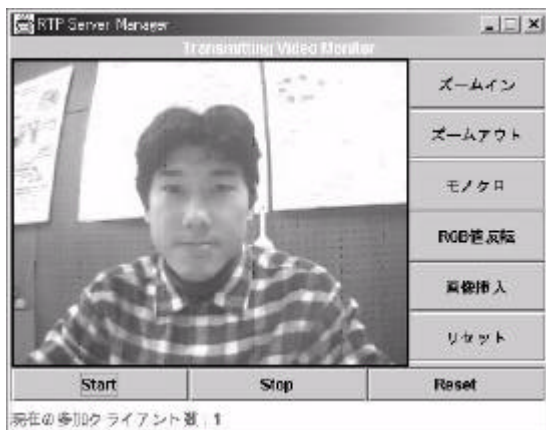 RTP Server Manager
Transmitting Video Monitor
ズームイン
ズームアウト
モノクロ
RGB値反転
画像挿入
リセット
Start
Stop
Reset
現在の参加クライアント数 : 1